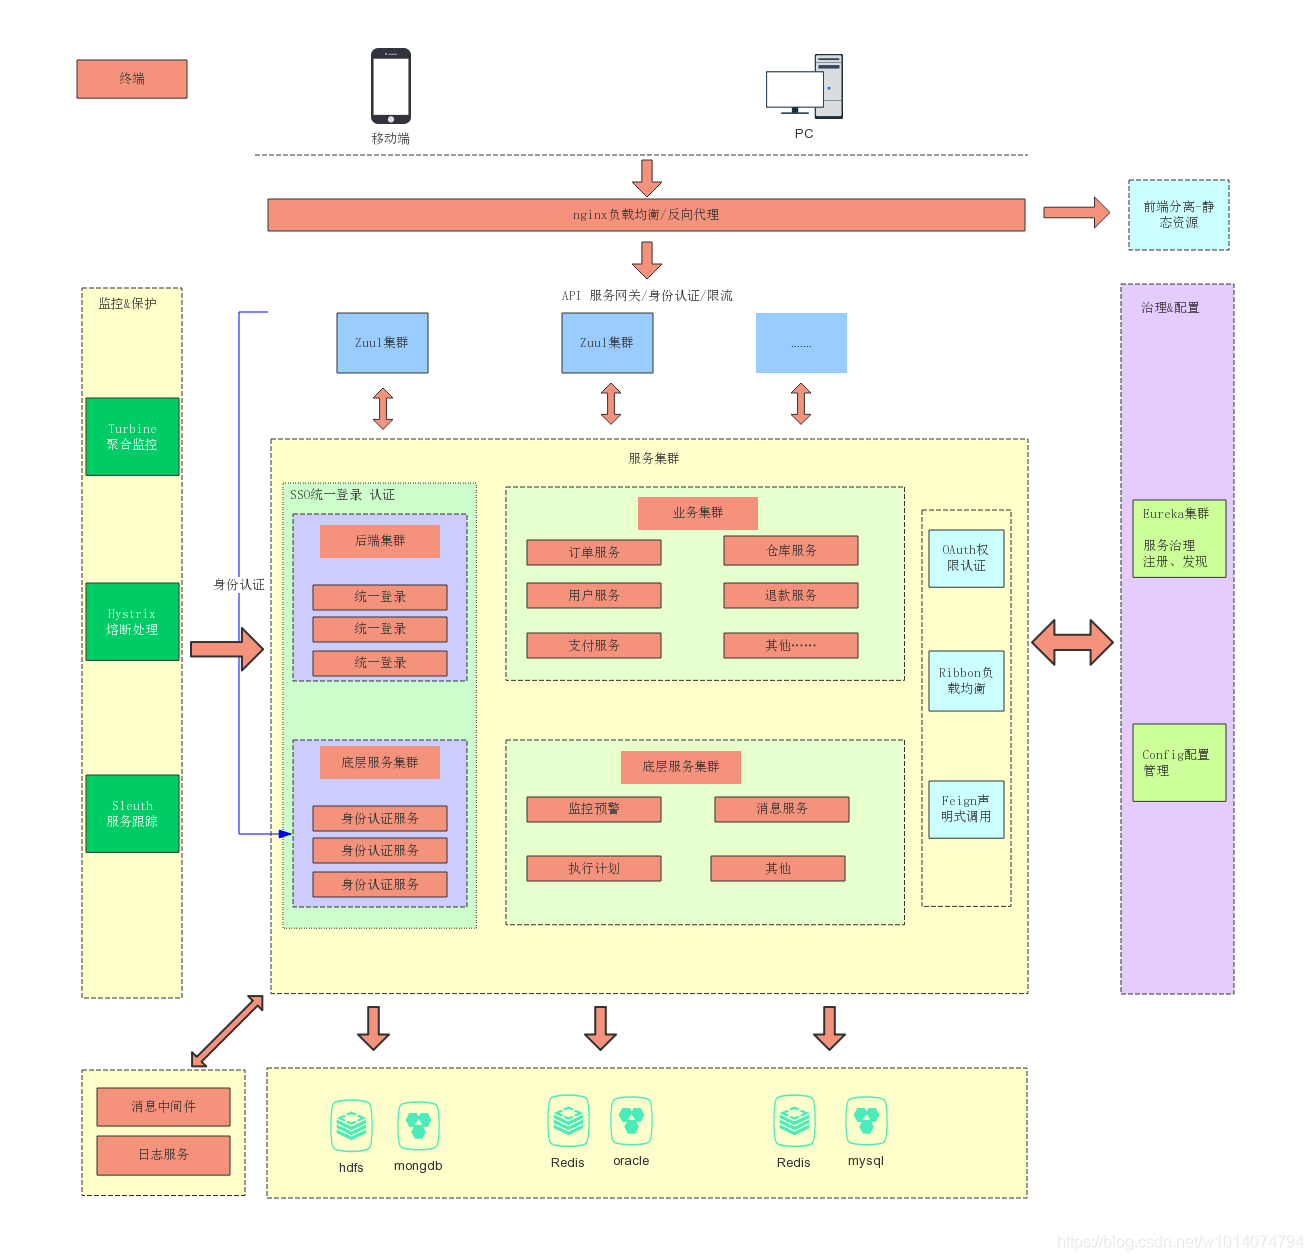 终端
移动端
PC
nginx负载均衡/反向代理
前端分离-静
态资源
API 服务网关/身份认证/限流
监控&保护
治理&配置
Zuul集群
Zuul集群
.......
Turbine
聚合监控
Hystrix
熔断处理
Sleuth
服务跟踪
身份认证
服务集群
SSO统一登录 认证
后端集群
统一登录
统一登录
统一登录
底层服务集群
身份认证服务
身份认证服务
身份认证服务
业务集群
订单服务
仓库服务
用户服务
退款服务
支付服务
其他……
底层服务集群
监控预警
消息服务
执行计划
其他
OAuth权
限认证
Ribbon负
载均衡
Feign声
明式调用
Eureka集群
服务治理
注册、发现
Config配置
管理
消息中间件
日志服务
hdfs
mongdb
Redis
oracle
Redis
mysql
https://blog.csdn.net/w1014074794